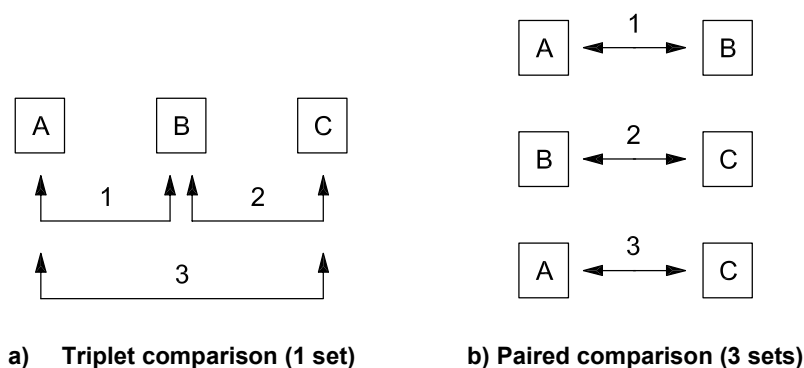 A B C
1 2
3
a) Triplet comparison (1 set)
A 1 B
B 2 C
A 3 C
b) Paired comparison (3 sets)